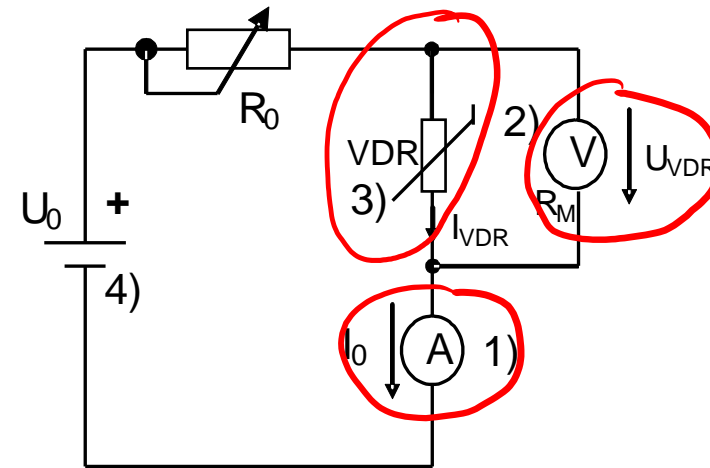 R0
2)
VDR
V
UVDR
3)
RM
U0
+
IVDR
4)
I0
A
1)